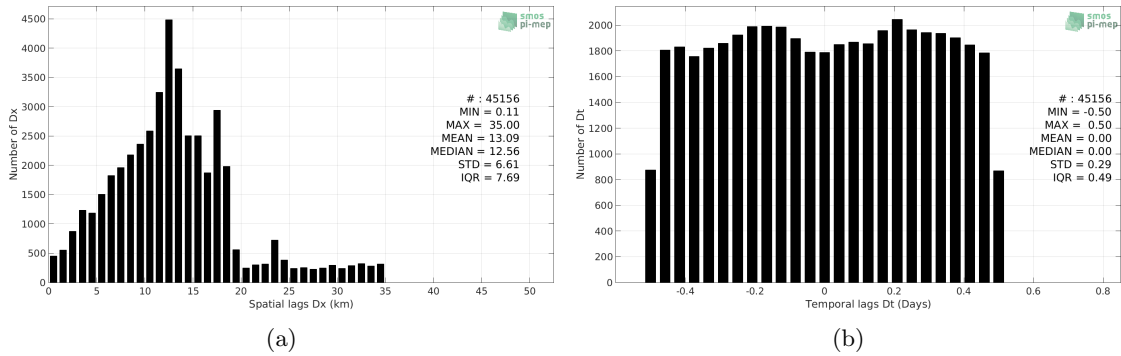 smos
pi-mep
4500
4000
3500
3000
2500
2000
1500
1000
500
0
Number of Dx
# : 45156
MIN = 0.11
MAX = 35.00
MEAN = 13.09
MEDIAN = 12.56
STD = 6.61
IQR = 7.69
0 5 10 15 20 25 30 35 40 45 50
Spatial lags Dx (km)
(a)
smos
pi-mep
2000
1800
1600
1400
1200
1000
800
600
400
200
0
Number of Dt
# : 45156
MIN = -0.50
MAX = 0.50
MEAN = 0.00
MEDIAN = 0.00
STD = 0.29
IQR = 0.49
-0.4 -0.2 0 0.2 0.4 0.6 0.8
Temporal lags Dt (Days)
(b)